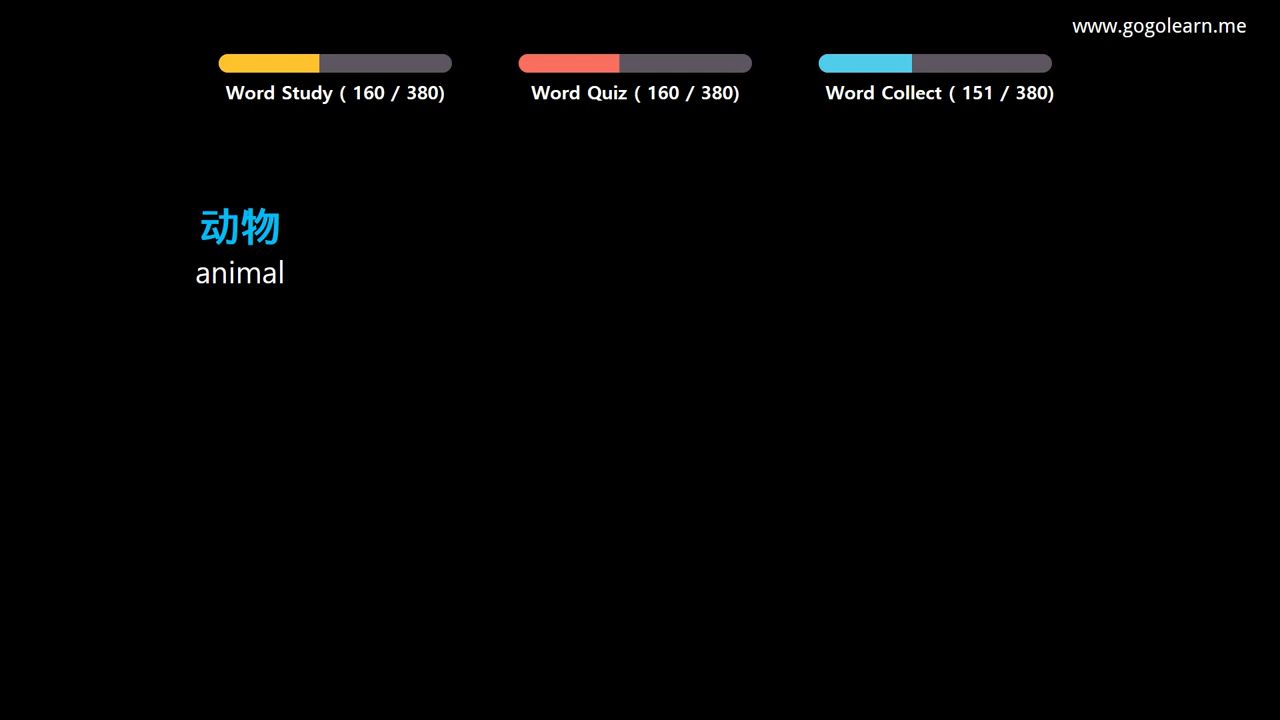 www.gogolearn.me
Word Study ( 160 / 380)
Word Quiz ( 160 / 380)
Word Collect ( 151 / 380)
动物
animal